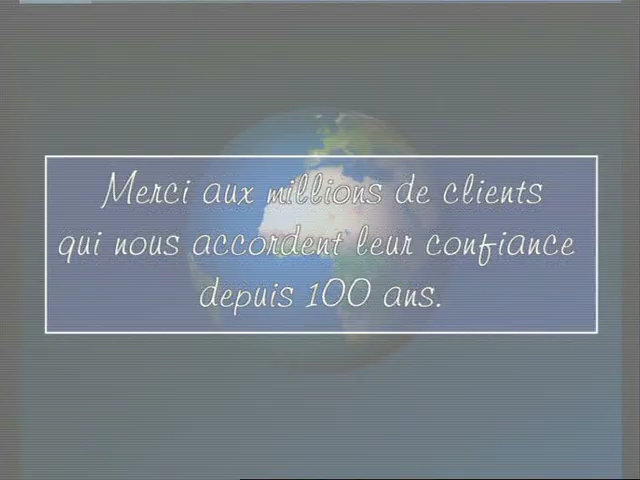 Merci aux millions de clients
qui nous accordent leur confiance
depuis 100 ans.